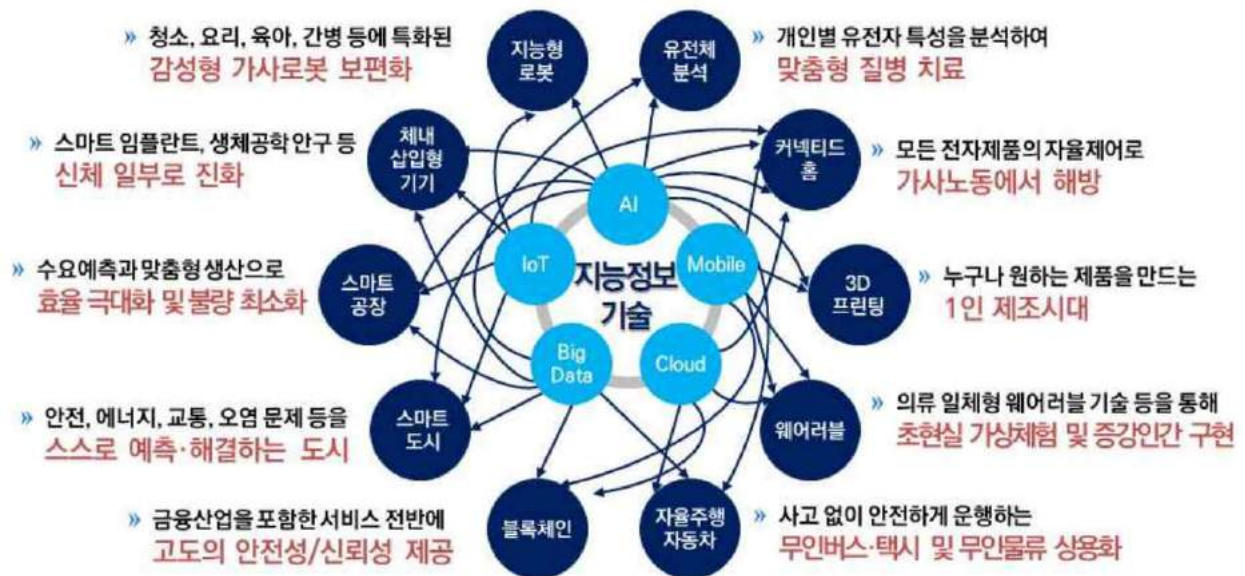 » 청소, 요리, 육아, 간병 등에 특화된
감성형 가사로봇 보편화
지능형
로봇
유전체
분석
» 개인별 유전자 특성을 분석하여
맞춤형 질병 치료
» 스마트 임플란트, 생체공학 안구 등
신체 일부로 진화
체내
삽입형
기기
커넥티드
홈
» 모든 전자제품의 자율제어로
가사노동에서 해방
AI
IoT
Mobile
지능정보
기술
Big
Data
Cloud
» 수요예측과 맞춤형 생산으로
효율 극대화 및 불량 최소화
스마트
공장
3D
프린팅
» 누구나 원하는 제품을 만드는
1인 제조시대
» 안전, 에너지, 교통, 오염 문제 등을
스스로 예측·해결하는 도시
스마트
도시
웨어러블
» 의류 일체형 웨어러블 기술 등을 통해
초현실 가상체험 및 증강인간 구현
» 금융산업을 포함한 서비스 전반에
고도의 안전성/신뢰성 제공
블록체인
자율주행
자동차
» 사고 없이 안전하게 운행하는
무인버스·택시 및 무인물류 상용화